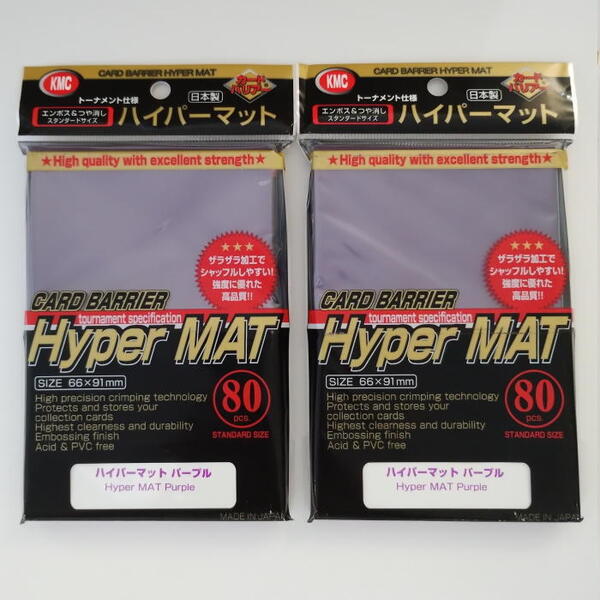 KMC
CARD BARRIER HYPER MAT
カード
バリアー
トーナメント仕様
日本製
エンボス&つや消し
スタンダードサイズ
ハイパーマット
★High quality with excellent strength★
★★★
ザラザラ加工で
シャッフルしやすい!
強度に優れた
高品質!!
CARD BARRIER
tournament specification
Hyper MAT
SIZE 66×91mm
80
pcs.
STANDARD SIZE
High precision crimping technology
Protects and stores your
collection cards
Highest clearness and durability
Embossing finish
Acid & PVC free
ハイパーマット パープル
Hyper MAT Purple
MADE IN JAPAN
KMC
CARD BARRIER HYPER MAT
カード
バリアー
トーナメント仕様
日本製
エンボス&つや消し
スタンダードサイズ
ハイパーマット
★High quality with excellent strength★
★★★
ザラザラ加工で
シャッフルしやすい!
強度に優れた
高品質!!
CARD BARRIER
tournament specification
Hyper MAT
SIZE 66×91mm
80
pcs.
STANDARD SIZE
High precision crimping technology
Protects and stores your
collection cards
Highest clearness and durability
Embossing finish
Acid & PVC free
ハイパーマット パープル
Hyper MAT Purple
MADE IN JAPAN